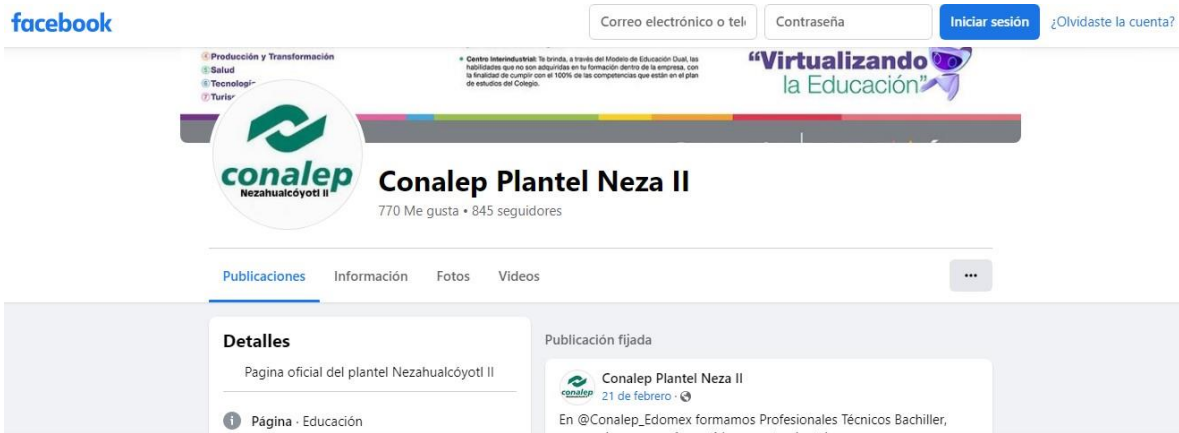 facebook
Correo electrónico o telé
Contraseña
Iniciar sesión
¿Olvidaste la cuenta?
4 Producción y Transformación
5 Salud
6
7
• Centro Interindustrial: Te brinda, a través del Modelo de Educación Dual, las
habilidades que no son adquiridas en tu formación dentro de la empresa, con
la finalidad de cumplir con el 100% de las competencias que están en el plan
de estudios del Colegio.
“Virtualizando
la Educación”
conalep
Nezahualcóyotl II
Conalep Plantel Neza II
770 Me gusta • 845 seguidores
Publicaciones
Información
Fotos
Videos
Detalles
Pagina oficial del plantel Nezahualcóyotl II
Página · Educación
Publicación fijada
conalep
Conalep Plantel Neza II
21 de febrero ·
En @Conalep_Edomex formamos Profesionales Técnicos Bachiller,